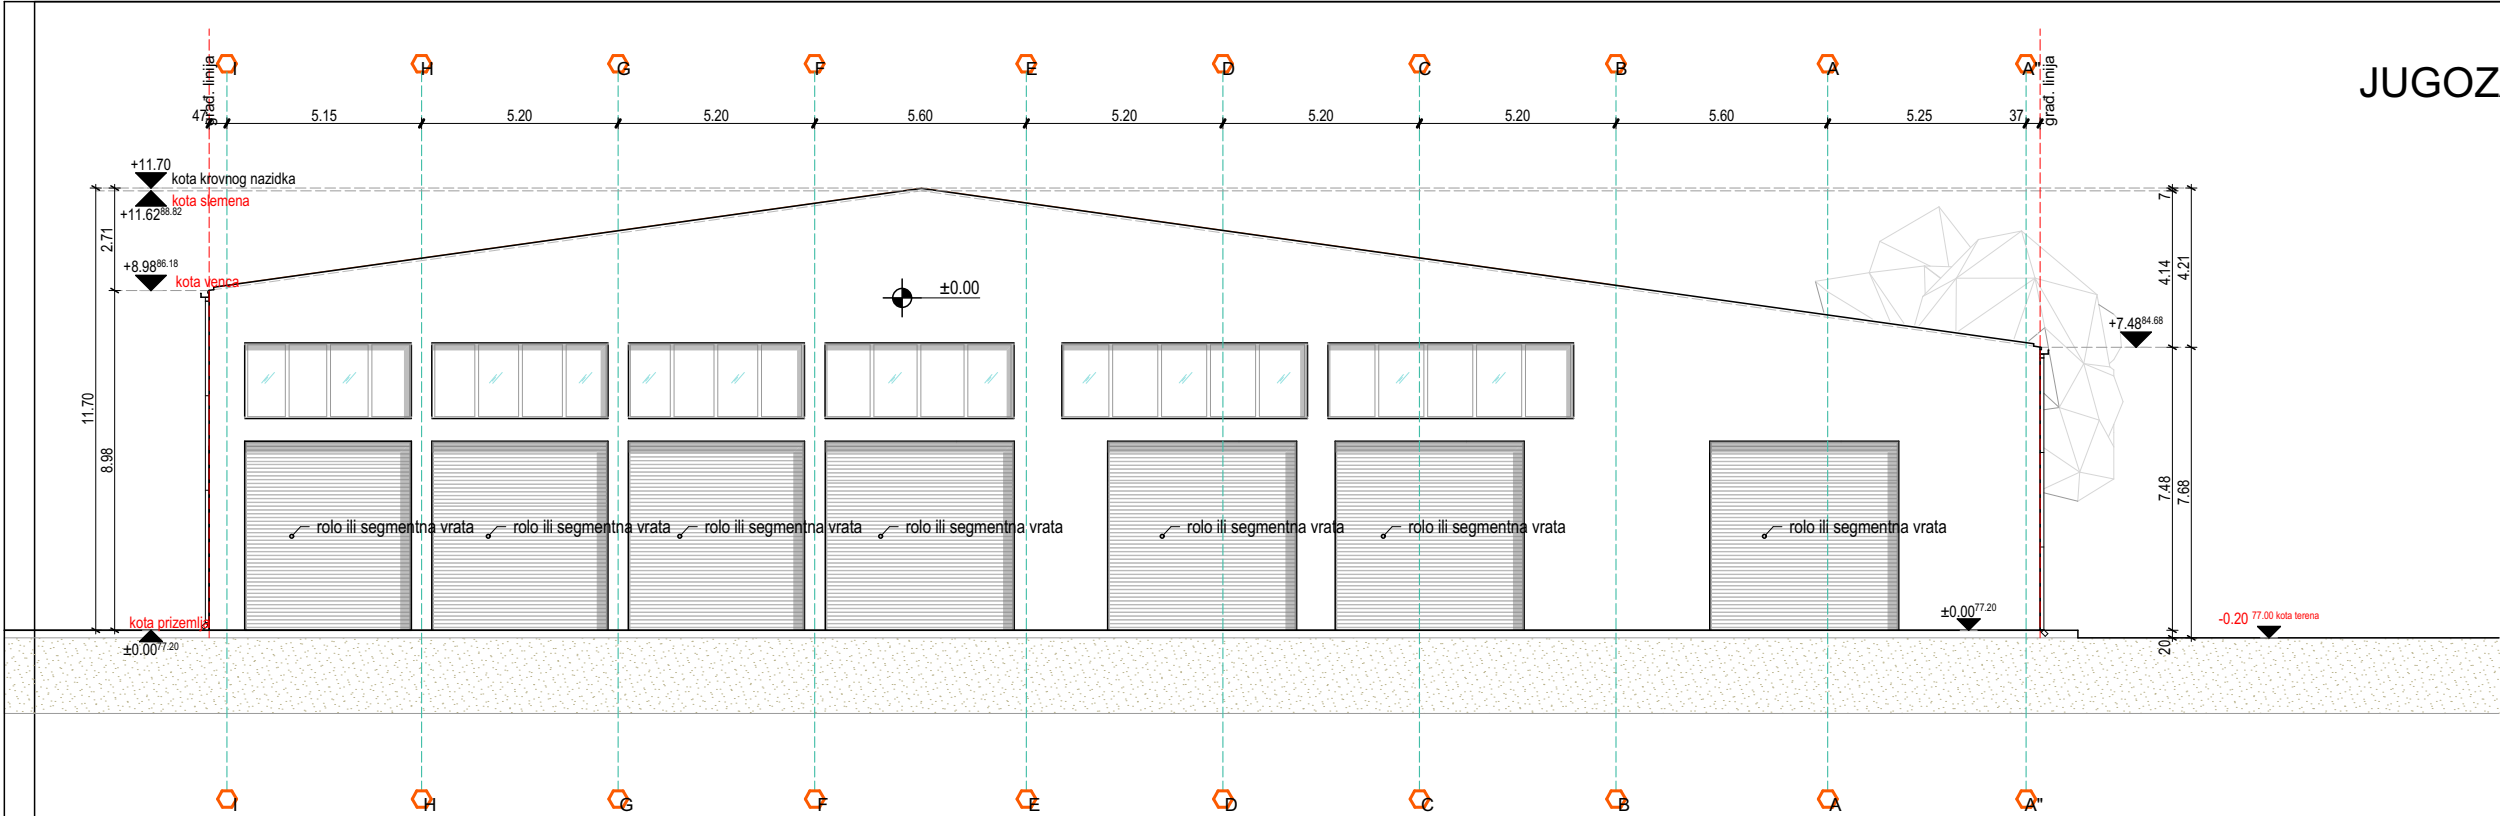 I H G F E D C B A A"
građ. linija
građ. linija
JUGOZ
47 5.15 5.20 5.20 5.60 5.20 5.20 5.20 5.60 5.25 37
+11.70
kota krovnog nazidka
kota slemena
+11.62 88.82
7
2.71
4.14
4.21
+8.98 86.18
kota venca
±0.00
+7.48 84.68
11.70
8.98
7.48
7.68
rolo ili segmentna vrata
rolo ili segmentna vrata
rolo ili segmentna vrata
rolo ili segmentna vrata
rolo ili segmentna vrata
rolo ili segmentna vrata
rolo ili segmentna vrata
kota prizemlja
±0.00 77.20
±0.00 77.20
-0.20 77.00 kota terena
20
I H G F E D C B A A"